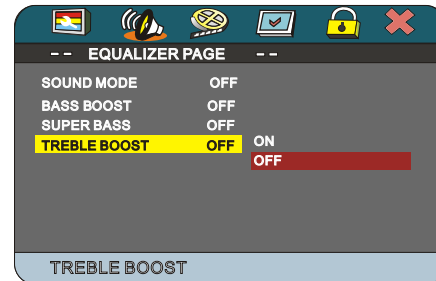 -- EQUALIZER PAGE --
SOUND MODE OFF
BASS BOOST OFF
SUPER BASS OFF
TREBLE BOOST OFF ON
OFF
TREBLE BOOST